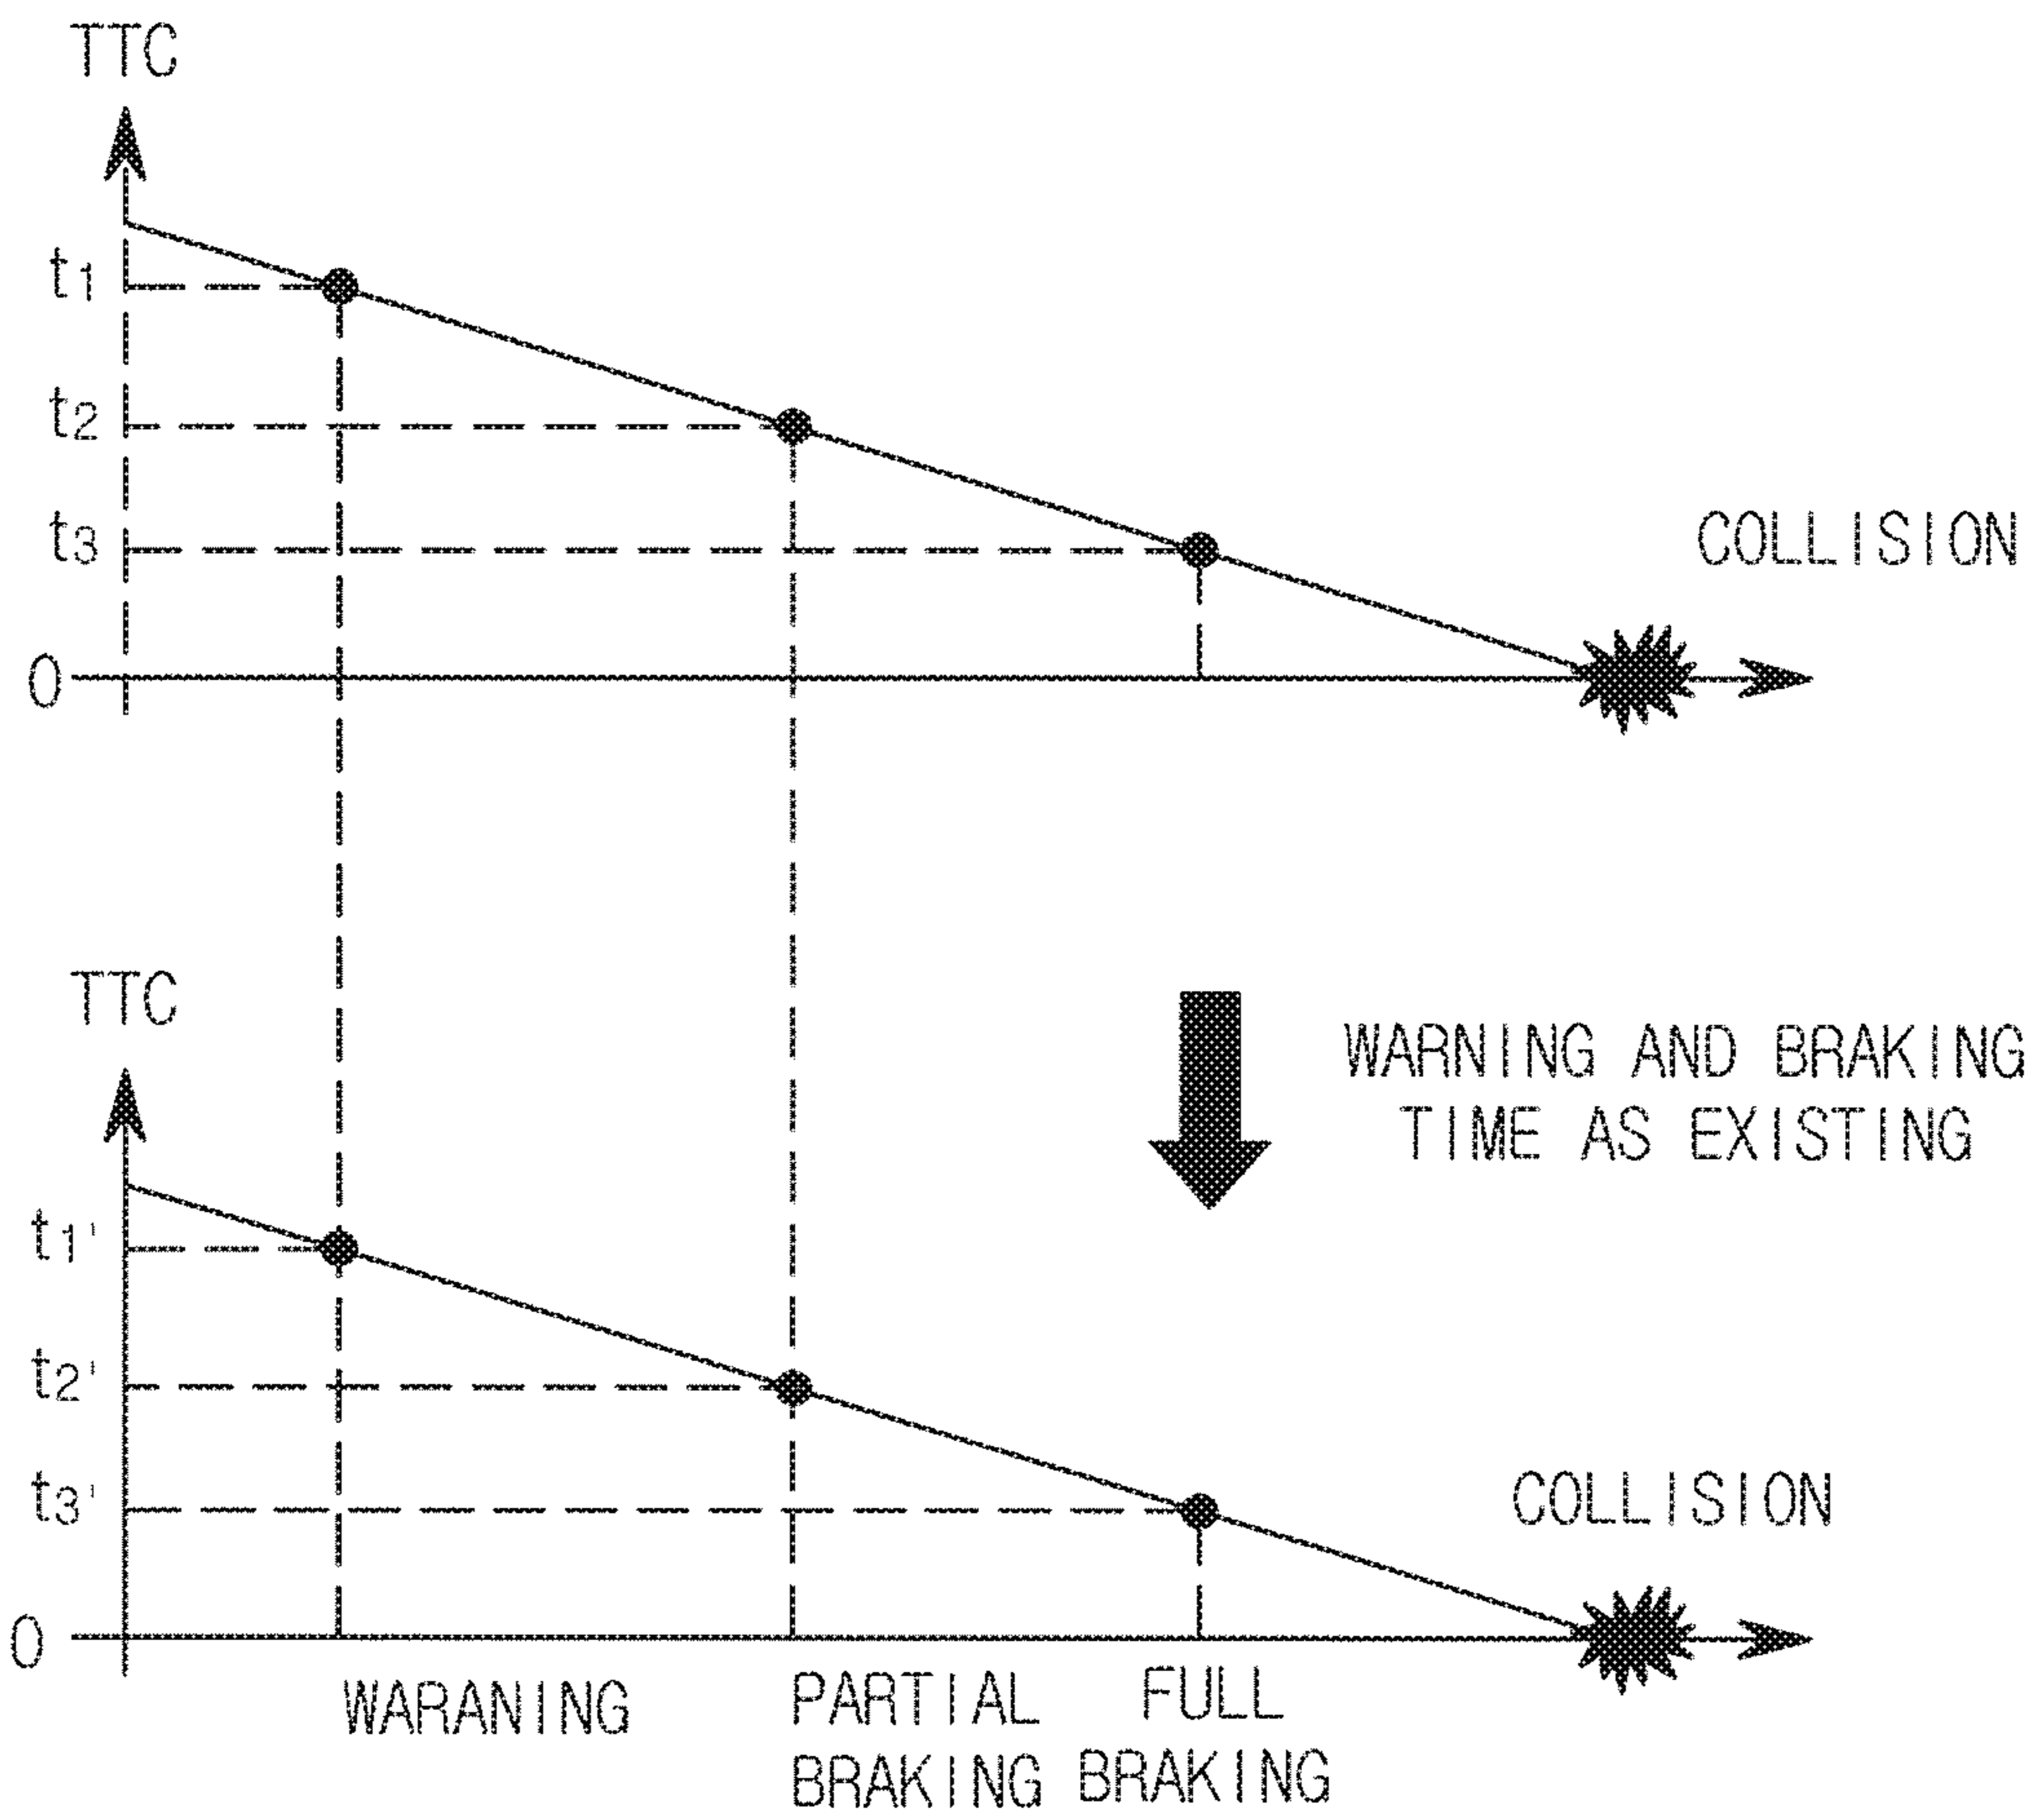 TTC
t1
t2
t3
COLLISION
0
TTC
WARNING AND BRAKING
TIME AS EXISTING
t1'
t2'
t3'
COLLISION
0
WARANING
PARTIAL
BRAKING
FULL
BRAKING